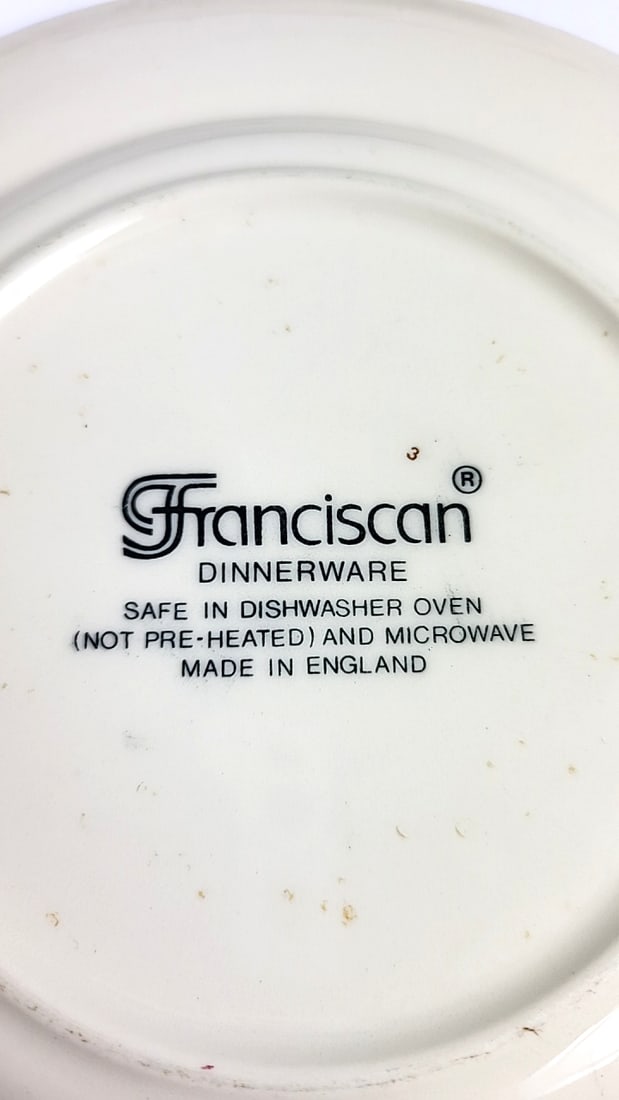 3
Franciscan®
DINNERWARE
SAFE IN DISHWASHER OVEN
(NOT PRE-HEATED) AND MICROWAVE
MADE IN ENGLAND